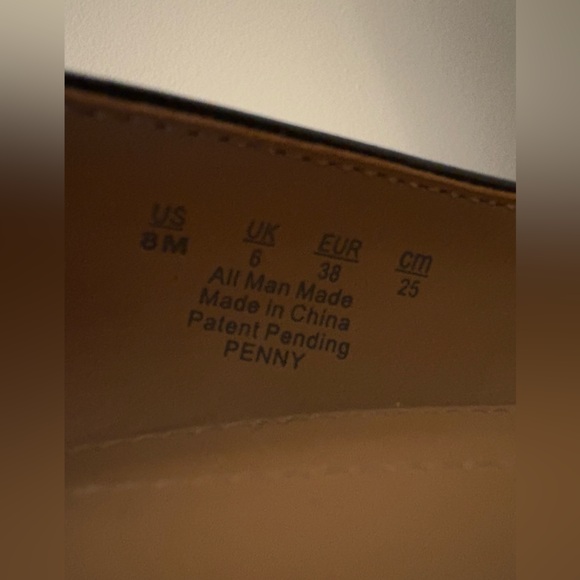 US UK EUR cm
8M 6 38 25
All Man Made
Made in China
Patent Pending
PENNY